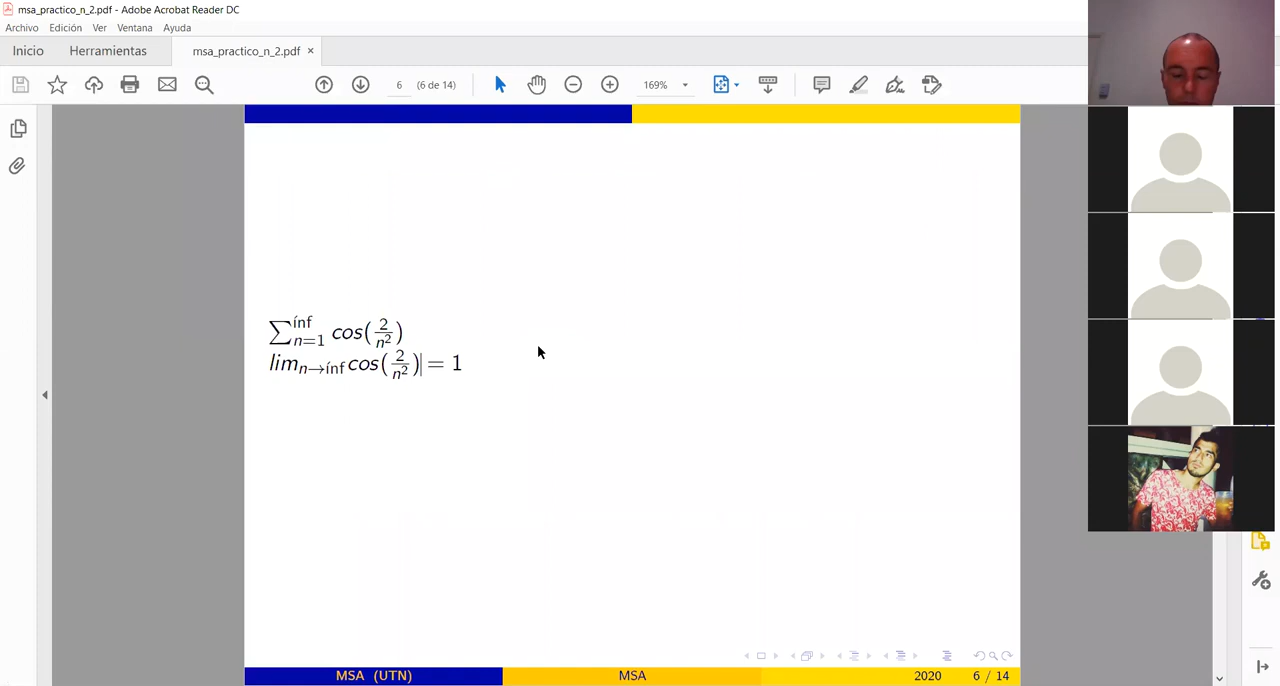 msa_practico_n_2.pdf - Adobe Acrobat Reader DC
Archivo Edición Ver Ventana Ayuda
Inicio Herramientas msa_practico_n_2.pdf ×
6 (6 de 14) 169%
∑_{n=1}^{ínf} cos(2/n²)
lim_{n→ínf} cos(2/n²)| = 1
MSA (UTN) MSA 2020 6 / 14